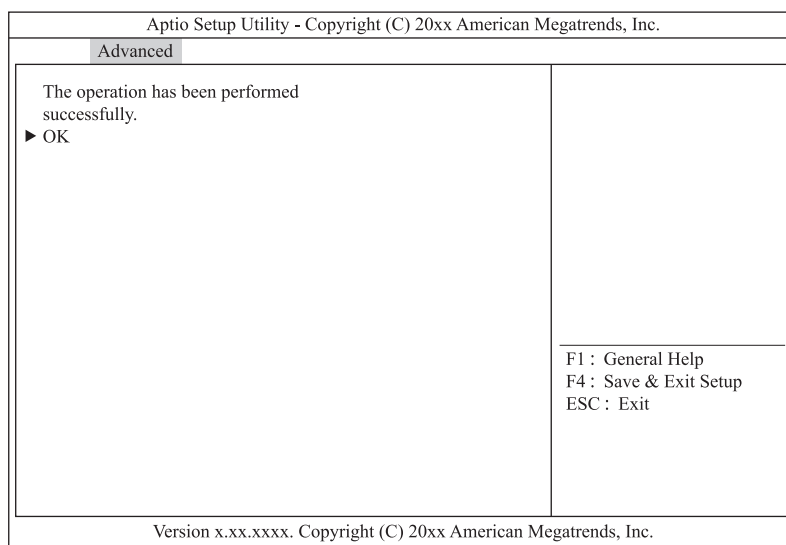 Aptio Setup Utility - Copyright (C) 20xx American Megatrends, Inc.
Advanced
The operation has been performed
successfully.
▶ OK
F1 : General Help
F4 : Save & Exit Setup
ESC : Exit
Version x.xx.xxxx. Copyright (C) 20xx American Megatrends, Inc.